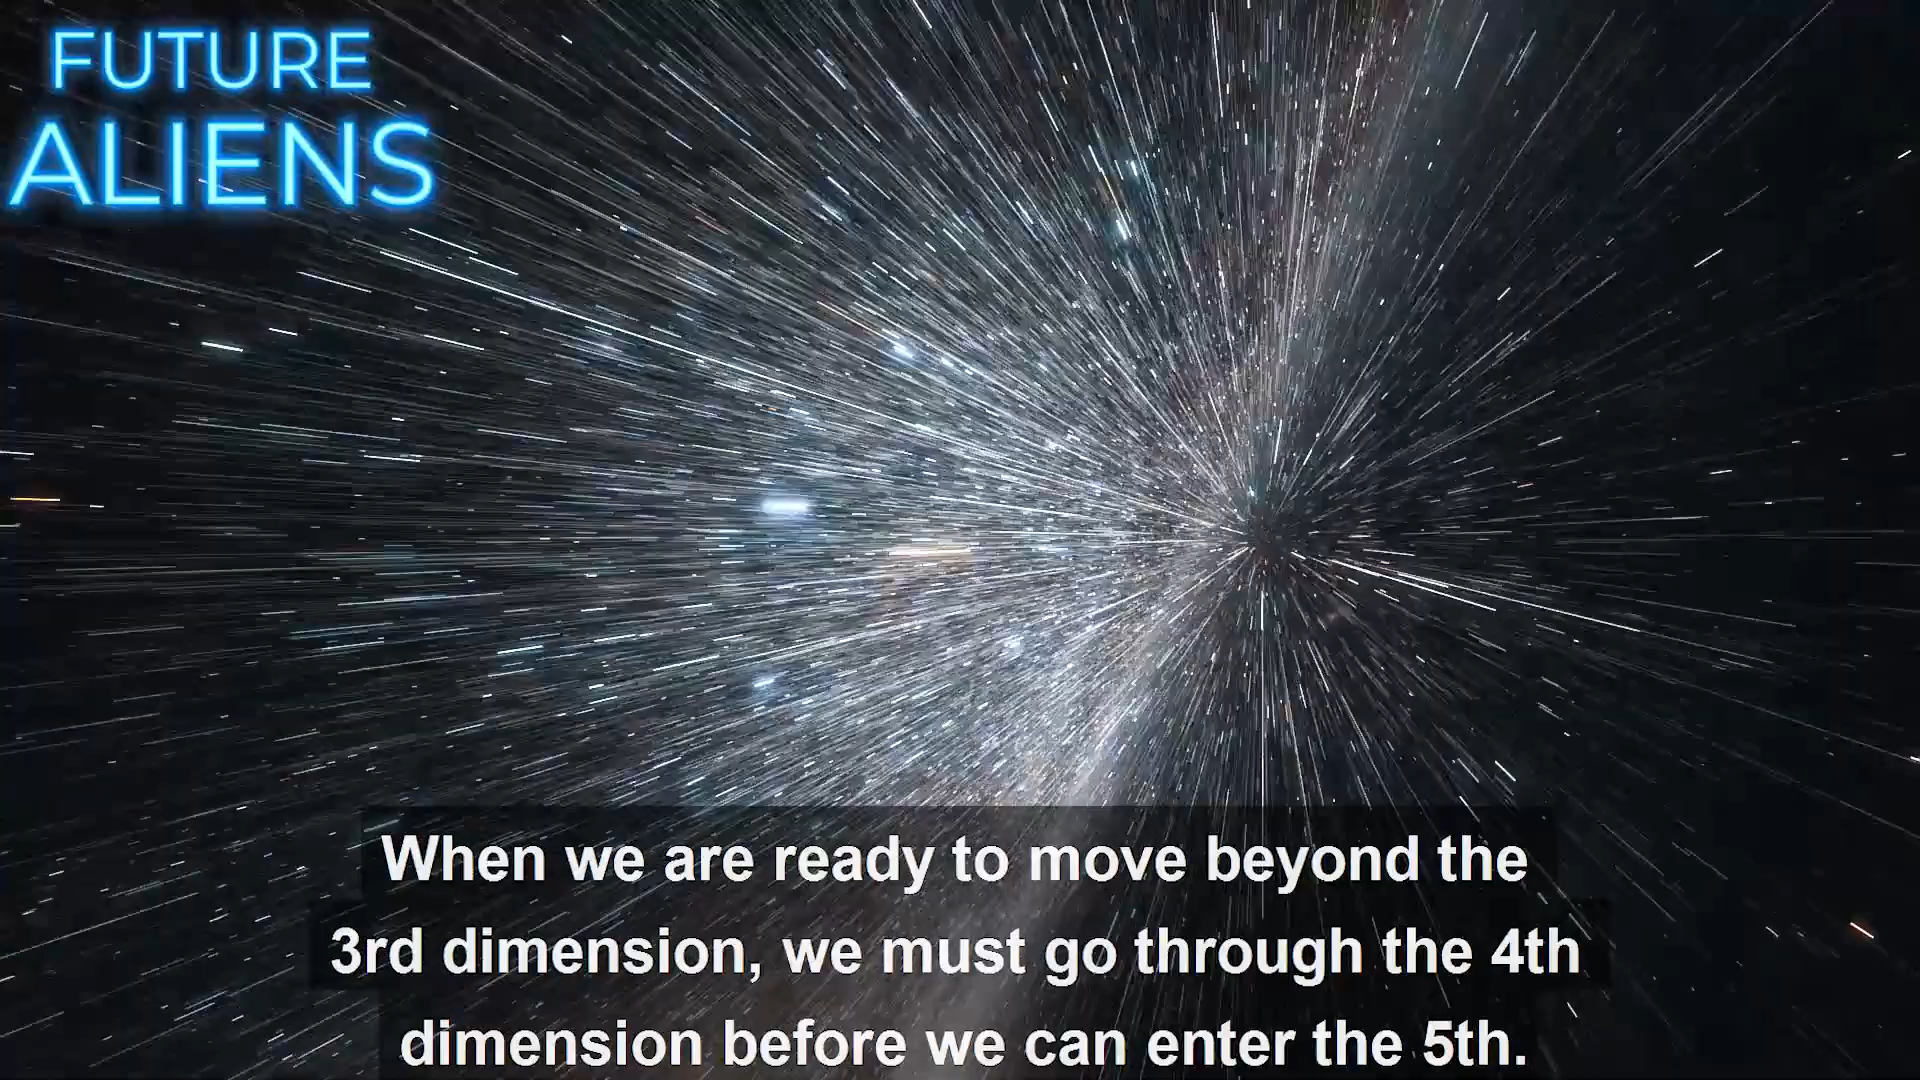 FUTURE
ALIENS
When we are ready to move beyond the
3rd dimension, we must go through the 4th
dimension before we can enter the 5th.